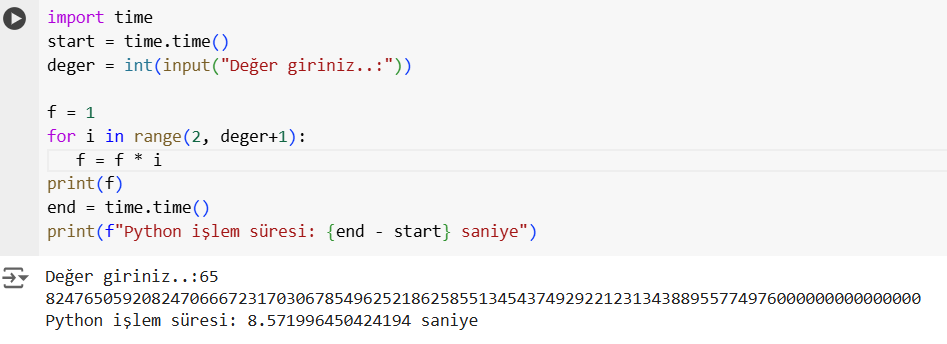 import time
start = time.time()
deger = int(input("Değer giriniz..:"))
f = 1
for i in range(2, deger+1):
   f = f * i
print(f)
end = time.time()
print(f"Python işlem süresi: {end - start} saniye")
Değer giriniz..:65
8247650592082470666723170306785496252186258551345437492922123134388955774976000000000000000
Python işlem süresi: 8.571996450424194 saniye